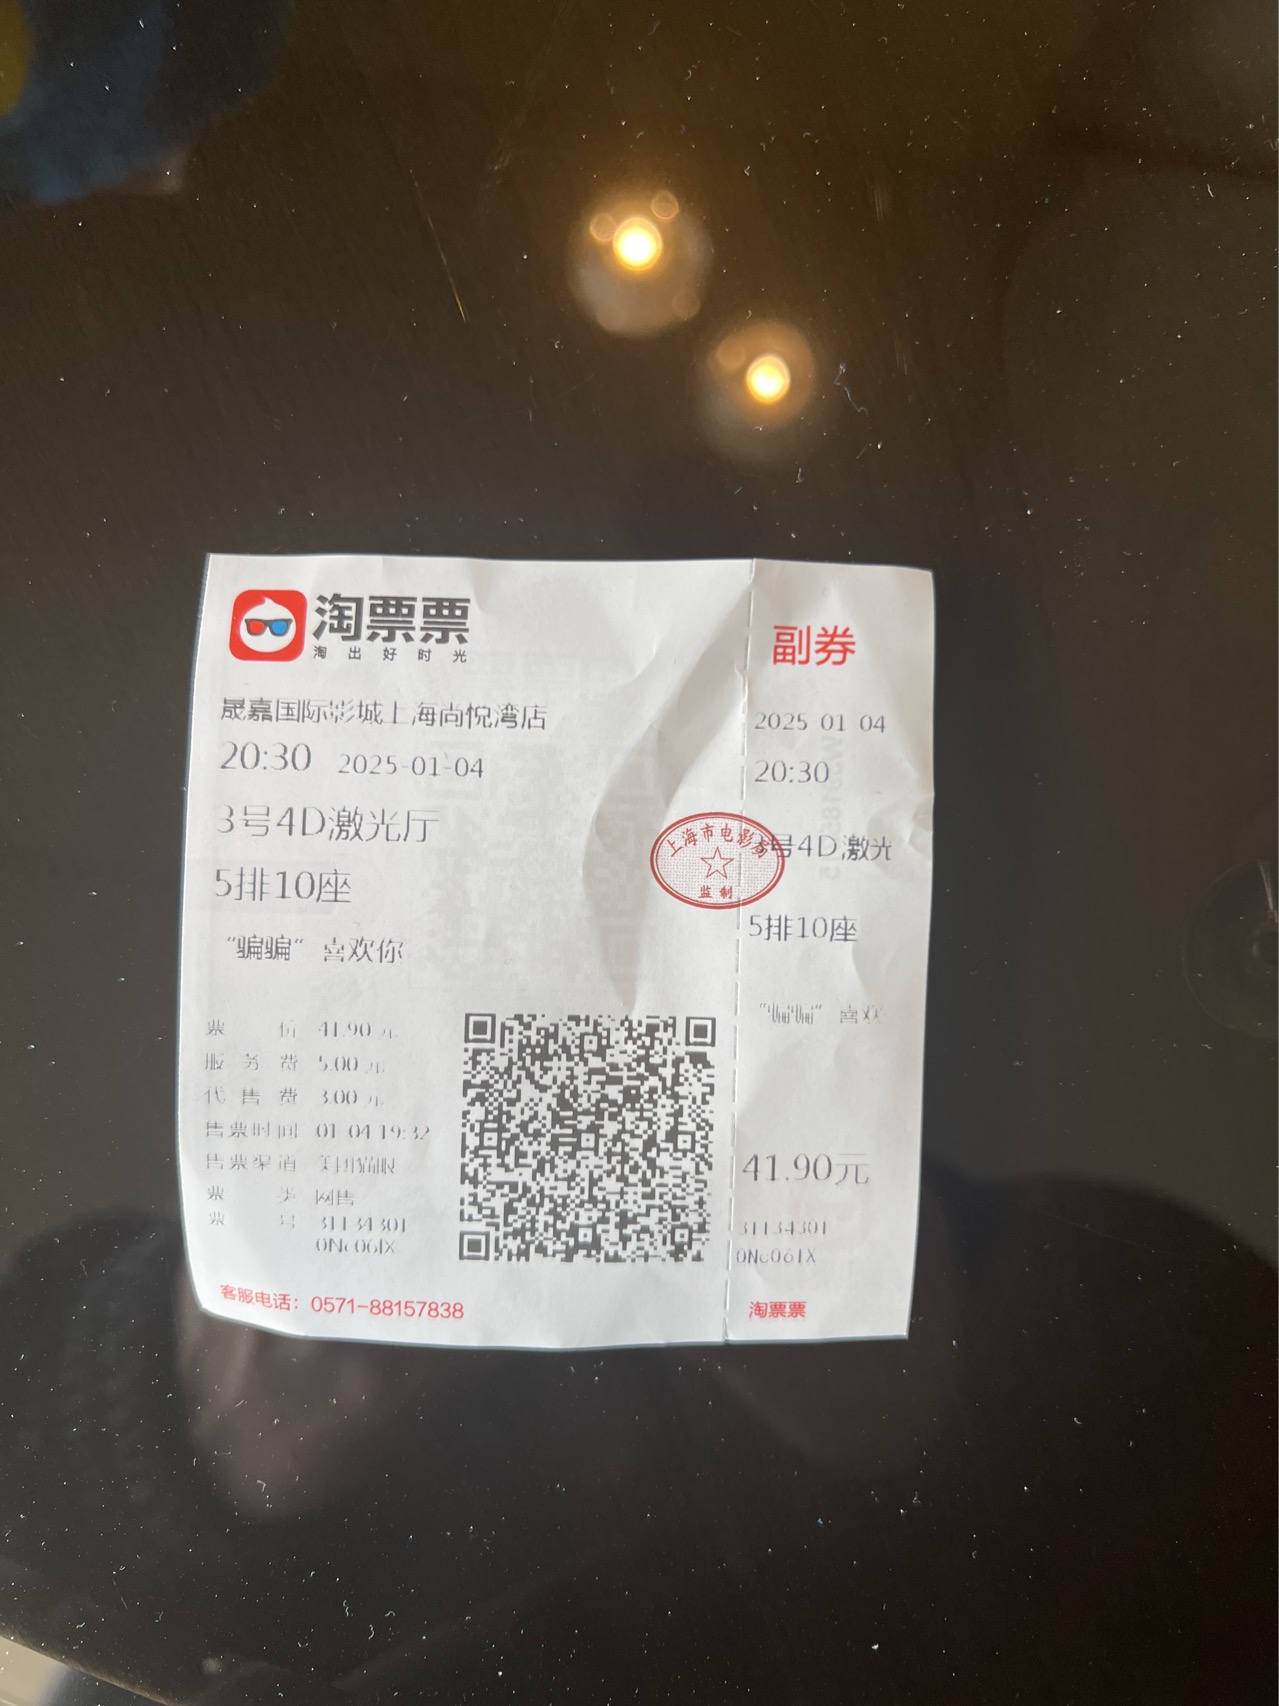 淘票票
淘出好时光
晟嘉国际影城上海尚悦湾店
20:30 2025-01-04
3号4D激光厅
5排10座
“骗骗” 喜欢你
票价 41.90元
服务费 5.00元
代售费 3.00元
售票时间 01-04 19:32
售票渠道 美团猫眼
票类 网售
票号 31134301
客服电话：0571-88157838
上海市电影局
监制
副券
2025-01-04
20:30
3号4D激光
5排10座
“骗骗” 喜欢
41.90元
31134301
淘票票